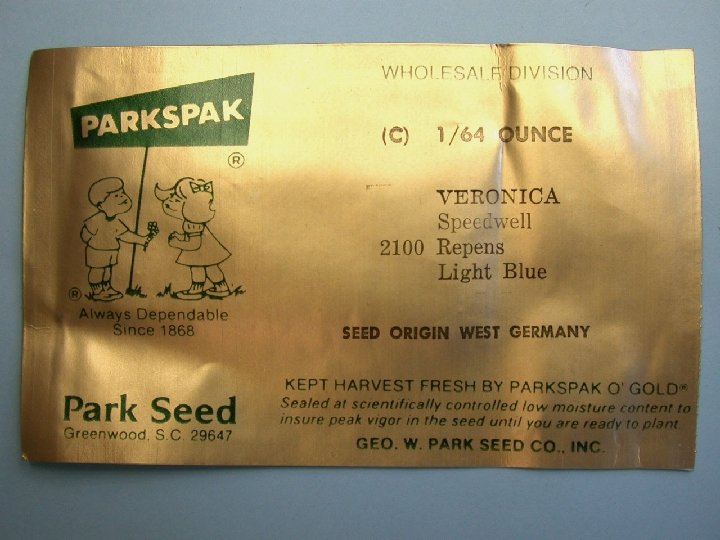 PARKSPAK
®
®
Always Dependable
Since 1868
Park Seed
Greenwood, S.C. 29647
WHOLESALE DIVISION
(C) 1/64 OUNCE
VERONICA
Speedwell
2100 Repens
Light Blue
SEED ORIGIN WEST GERMANY
KEPT HARVEST FRESH BY PARKSPAK O' GOLD®
Sealed at scientifically controlled low moisture content to
insure peak vigor in the seed until you are ready to plant
GEO. W. PARK SEED CO., INC.